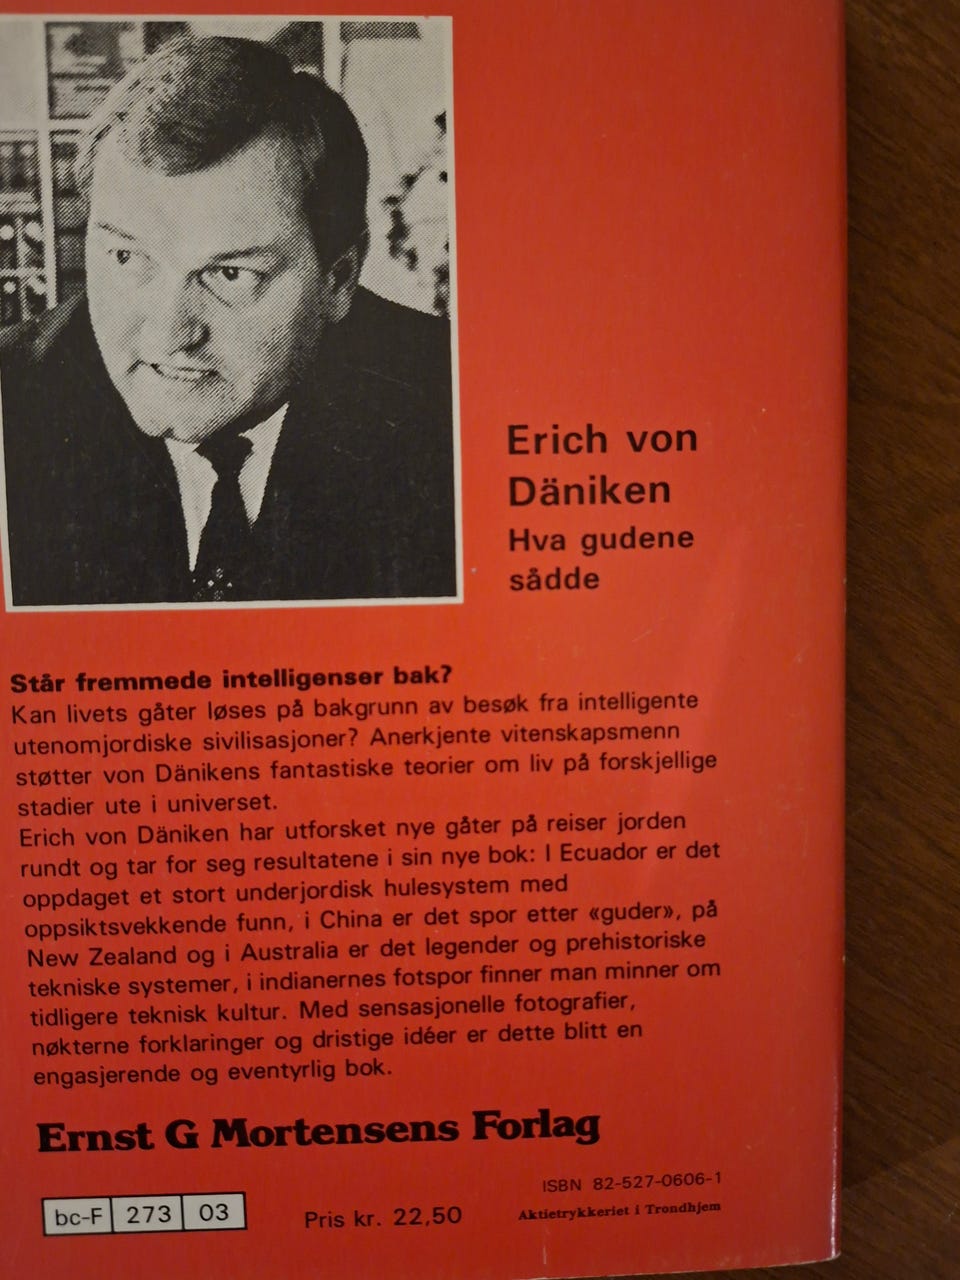 Erich von
Däniken
Hva gudene
sådde
Står fremmede intelligenser bak?
Kan livets gåter løses på bakgrunn av besøk fra intelligente
utenomjordiske sivilisasjoner? Anerkjente vitenskapsmenn
støtter von Dänikens fantastiske teorier om liv på forskjellige
stadier ute i universet.
Erich von Däniken har utforsket nye gåter på reiser jorden
rundt og tar for seg resultatene i sin nye bok: I Ecuador er det
oppdaget et stort underjordisk hulesystem med
oppsiktsvekkende funn, i China er det spor etter «guder», på
New Zealand og i Australia er det legender og prehistoriske
tekniske systemer, i indianernes fotspor finner man minner om
tidligere teknisk kultur. Med sensasjonelle fotografier,
nøkterne forklaringer og dristige idéer er dette blitt en
engasjerende og eventyrlig bok.
Ernst G Mortensens Forlag
bc-F 273 03
Pris kr. 22,50
ISBN 82-527-0606-1
Aktietrykkeriet i Trondhjem